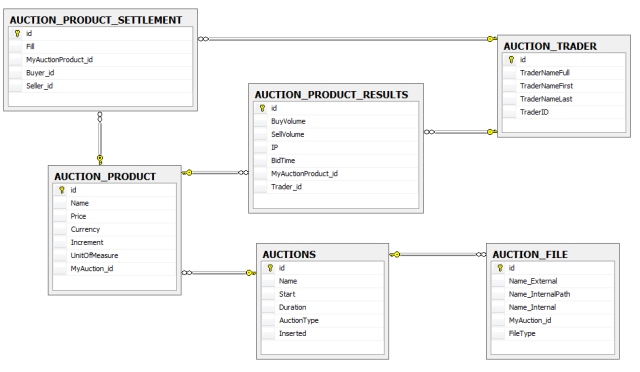 AUCTION_PRODUCT_SETTLEMENT
id
Fill
MyAuctionProduct_id
Buyer_id
Seller_id
AUCTION_TRADER
id
TraderNameFull
TraderNameFirst
TraderNameLast
TraderID
AUCTION_PRODUCT_RESULTS
id
BuyVolume
SellVolume
IP
BidTime
MyAuctionProduct_id
Trader_id
AUCTION_PRODUCT
id
Name
Price
Currency
Increment
UnitOfMeasure
MyAuction_id
AUCTIONS
id
Name
Start
Duration
AuctionType
Inserted
AUCTION_FILE
id
Name_External
Name_InternalPath
Name_Internal
MyAuction_id
FileType